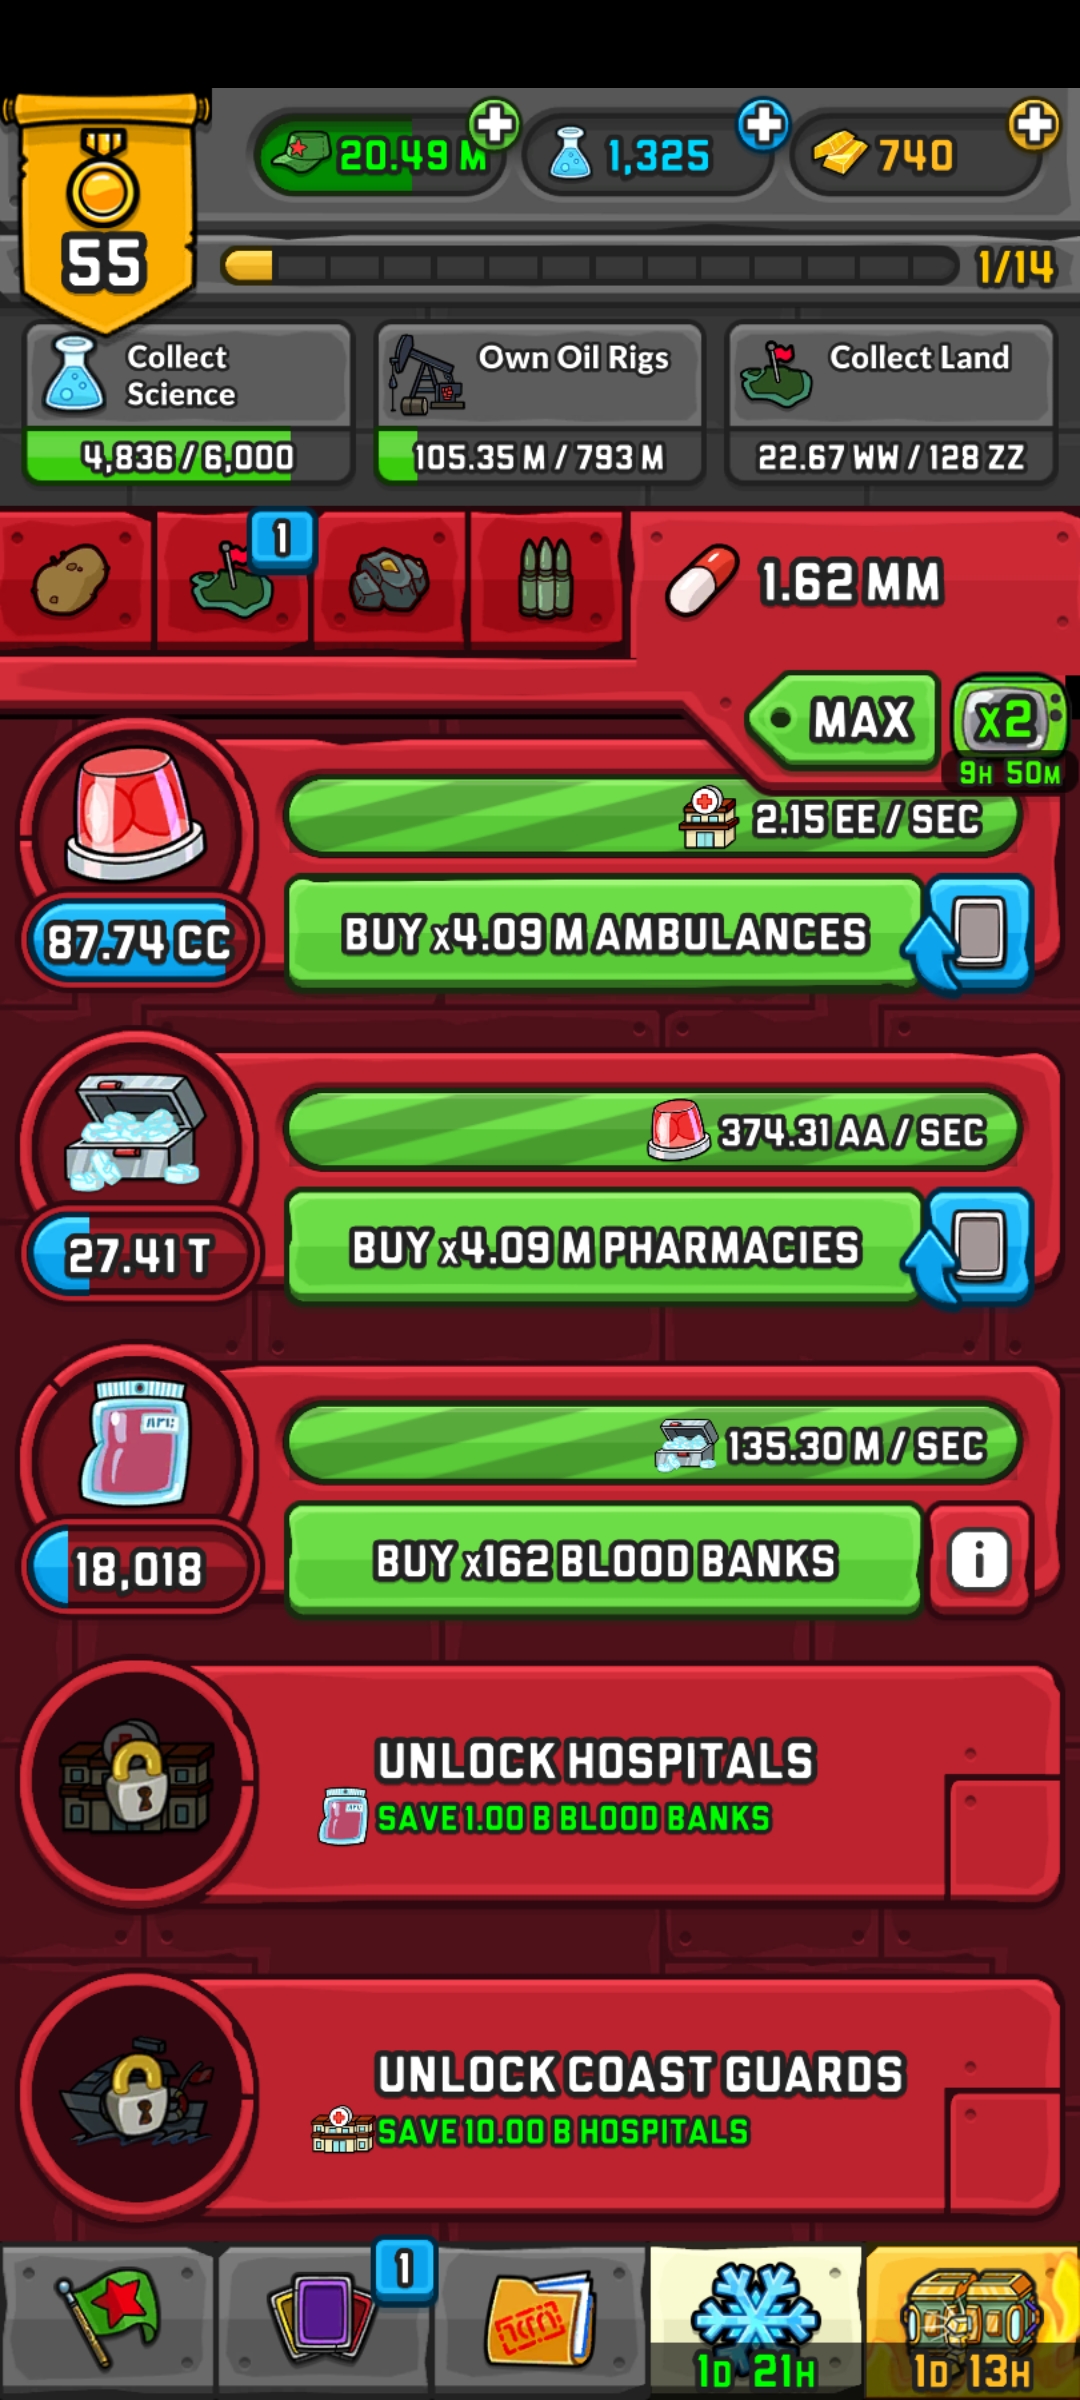 20.49 M
1,325
740
55
1/14
Collect
Science
4,836 / 6,000
Own Oil Rigs
105.35 M / 793 M
Collect Land
22.67 WW / 128 ZZ
1
1.62 MM
MAX
x2
9H 50M
2.15 EE / SEC
87.74 CC
BUY x4.09 M AMBULANCES
374.31 AA / SEC
27.41 T
BUY x4.09 M PHARMACIES
135.30 M / SEC
18,018
BUY x162 BLOOD BANKS
i
UNLOCK HOSPITALS
SAVE 1.00 B BLOOD BANKS
UNLOCK COAST GUARDS
SAVE 10.00 B HOSPITALS
1
1D 21H
1D 13H